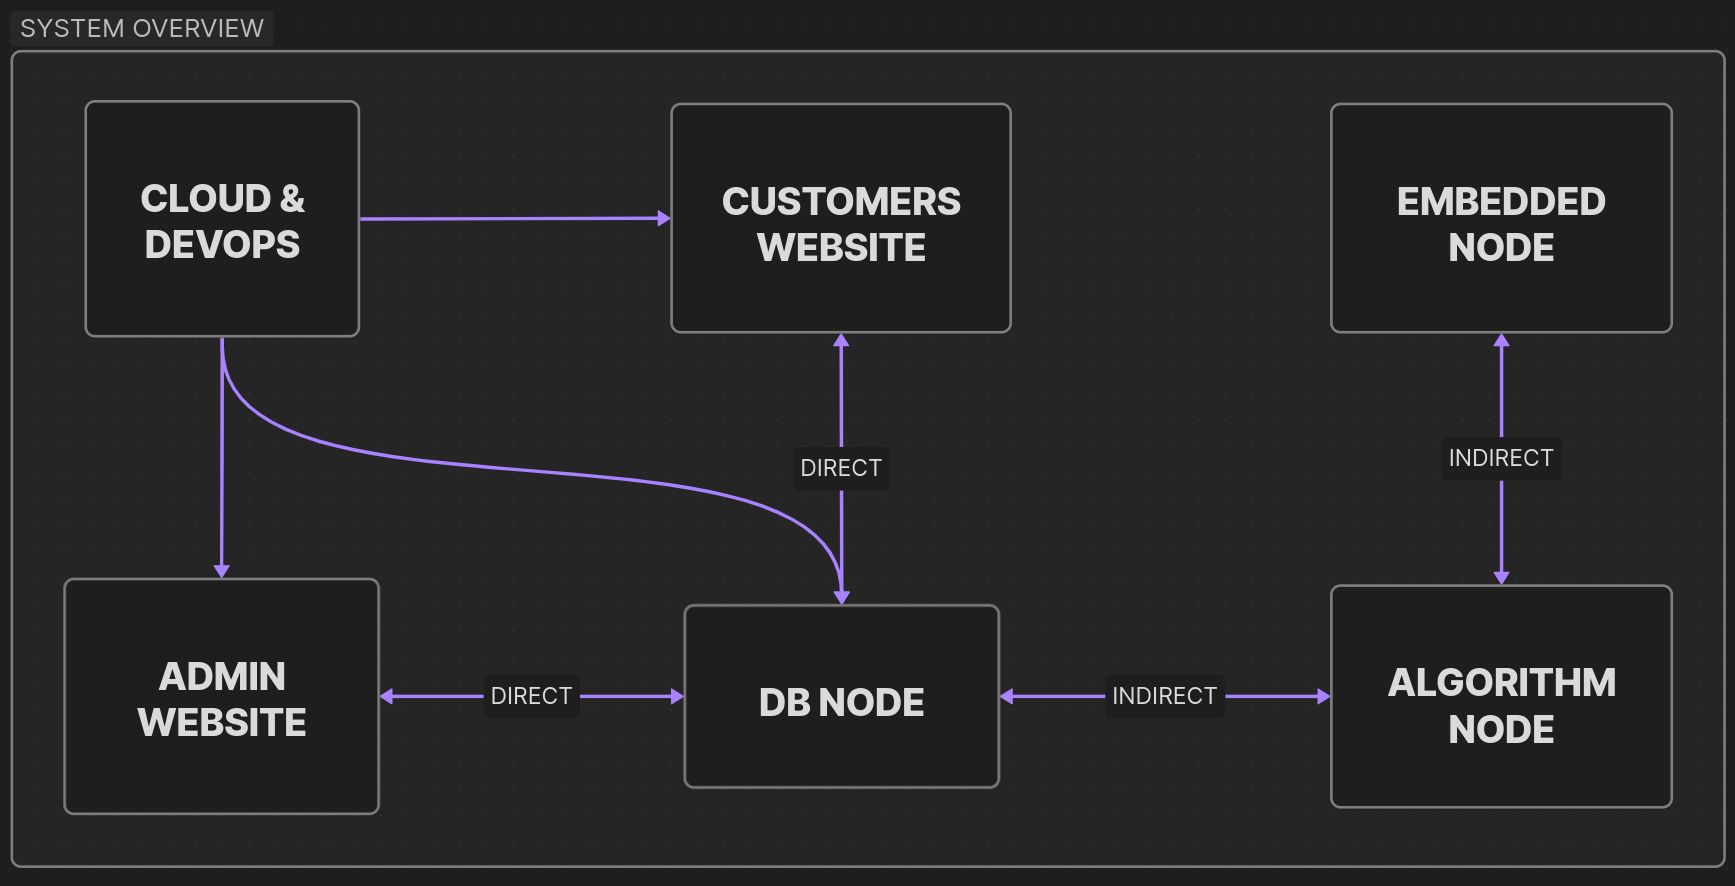 SYSTEM OVERVIEW
CLOUD &
DEVOPS
CUSTOMERS
WEBSITE
EMBEDDED
NODE
DIRECT
INDIRECT
ADMIN
WEBSITE
DIRECT
DB NODE
INDIRECT
ALGORITHM
NODE